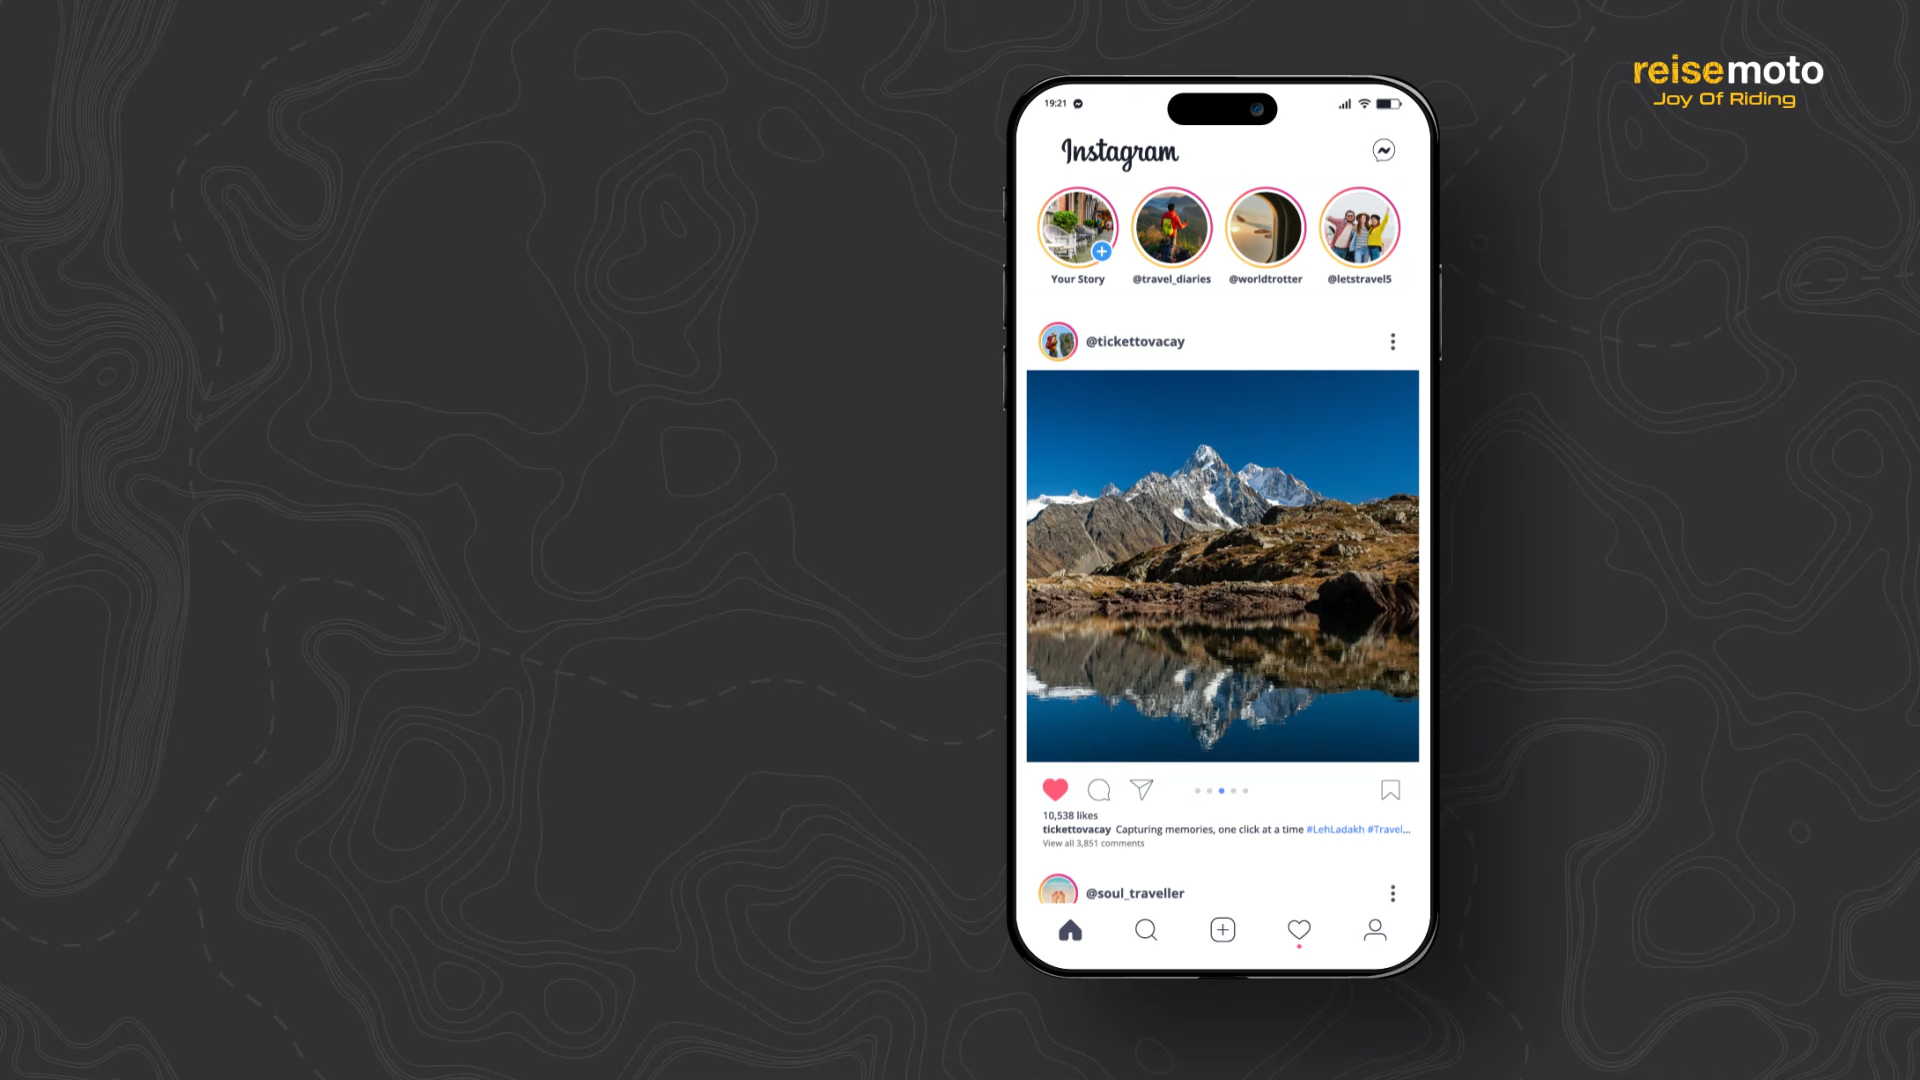 reisemoto
Joy Of Riding
19:21
Instagram
Your Story
@travel_diaries
@worldtrotter
@letstravel5
@tickettovacay
10,538 likes
tickettovacay Capturing memories, one click at a time #LehLadakh #Travel...
View all 3,851 comments
@soul_traveller